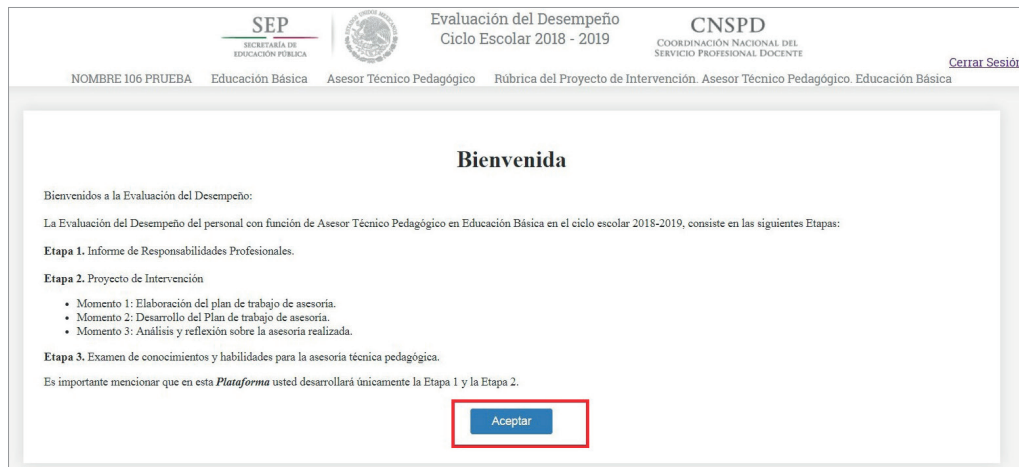 SEP
SECRETARÍA DE
EDUCACIÓN PÚBLICA
ESTADOS UNIDOS MEXICANOS
Evaluación del Desempeño
Ciclo Escolar 2018 - 2019
CNSPD
COORDINACIÓN NACIONAL DEL
SERVICIO PROFESIONAL DOCENTE
Cerrar Sesión
NOMBRE 106 PRUEBA Educación Básica Asesor Técnico Pedagógico Rúbrica del Proyecto de Intervención. Asesor Técnico Pedagógico. Educación Básica
Bienvenida
Bienvenidos a la Evaluación del Desempeño:
La Evaluación del Desempeño del personal con función de Asesor Técnico Pedagógico en Educación Básica en el ciclo escolar 2018-2019, consiste en las siguientes Etapas:
Etapa 1. Informe de Responsabilidades Profesionales.
Etapa 2. Proyecto de Intervención
• Momento 1: Elaboración del plan de trabajo de asesoría.
• Momento 2: Desarrollo del Plan de trabajo de asesoría.
• Momento 3: Análisis y reflexión sobre la asesoría realizada.
Etapa 3. Examen de conocimientos y habilidades para la asesoría técnica pedagógica.
Es importante mencionar que en esta Plataforma usted desarrollará únicamente la Etapa 1 y la Etapa 2.
Aceptar